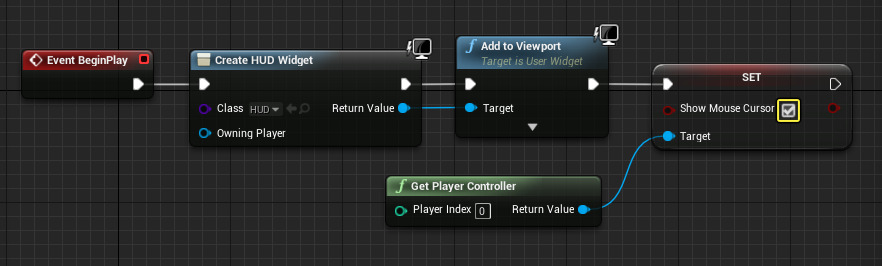 Event BeginPlay
Create HUD Widget
Class HUD
Return Value
Owning Player
f Add to Viewport
Target is User Widget
Target
SET
Show Mouse Cursor
Target
f Get Player Controller
Player Index 0
Return Value